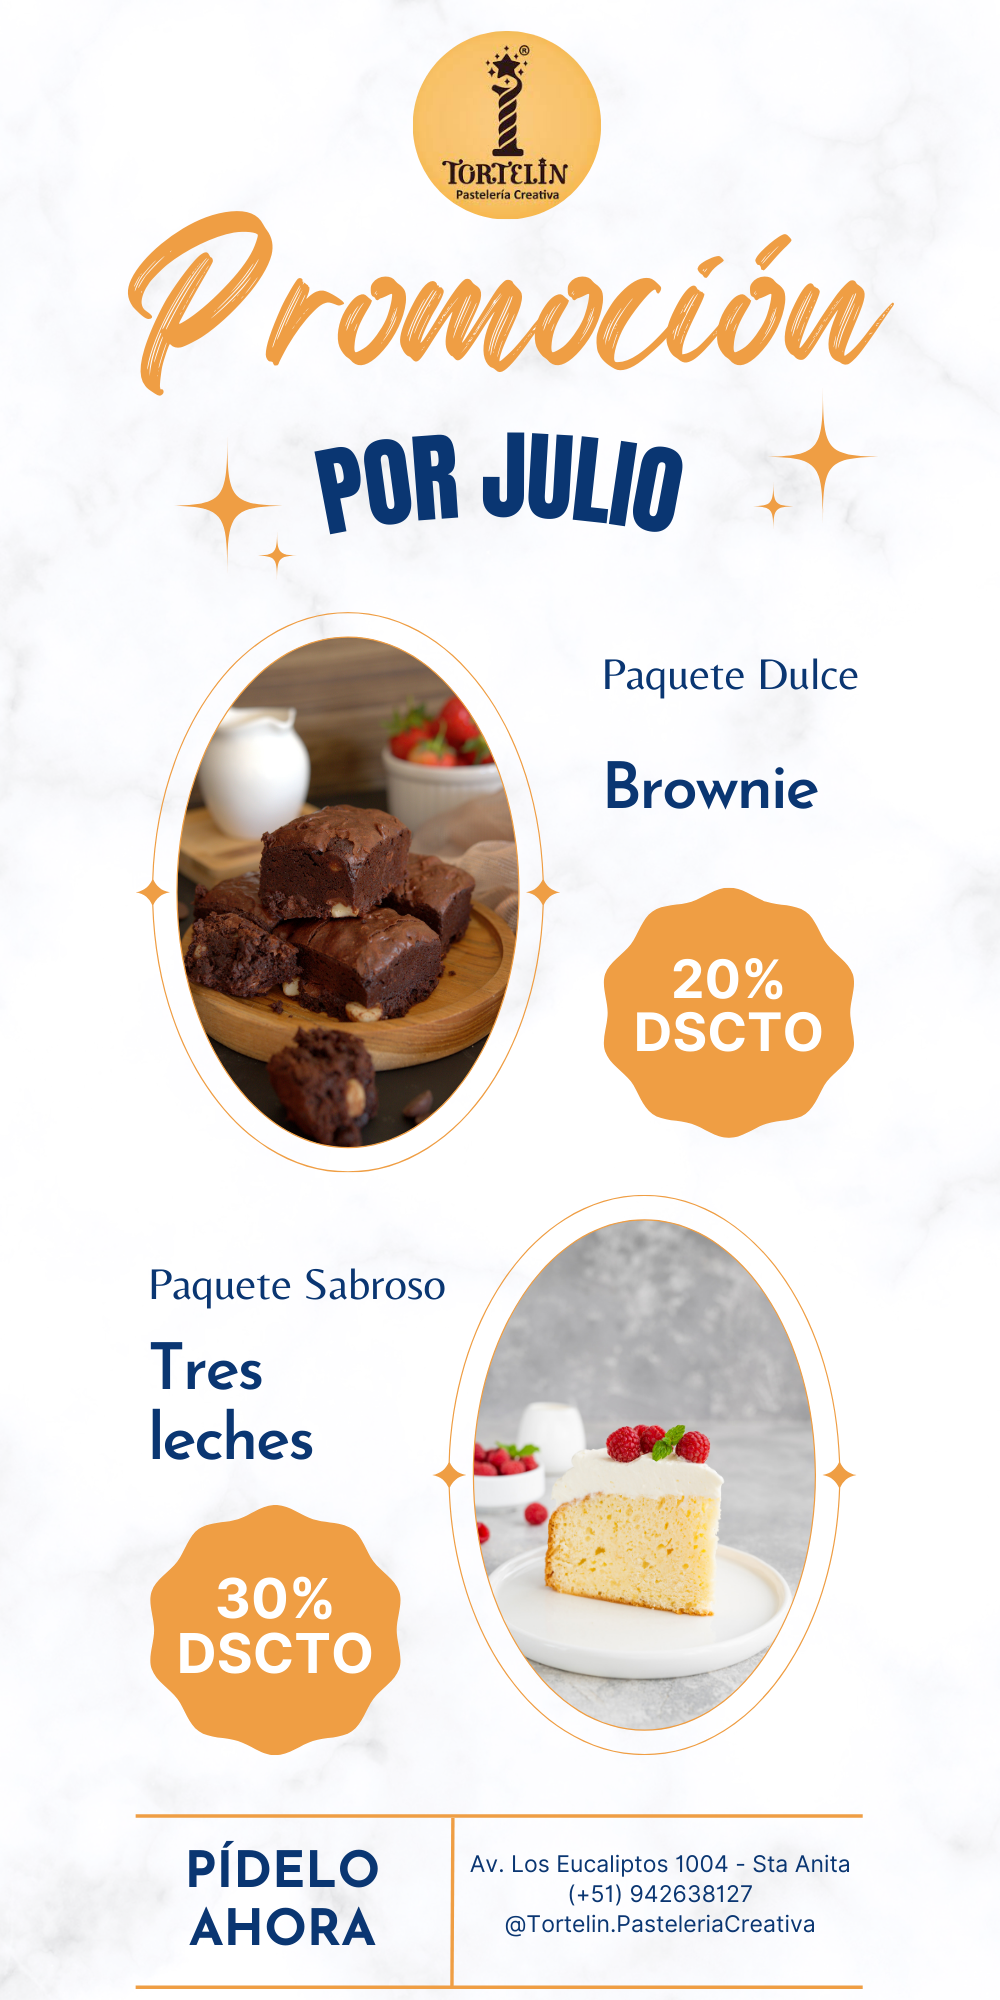 ®
TORTELÍN
Pastelería Creativa
Promoción
POR JULIO
Paquete Dulce
Brownie
20%
DSCTO
Paquete Sabroso
Tres
leches
30%
DSCTO
PÍDELO
AHORA
Av. Los Eucaliptos 1004 - Sta Anita
(+51) 942638127
@Tortelin.PasteleriaCreativa